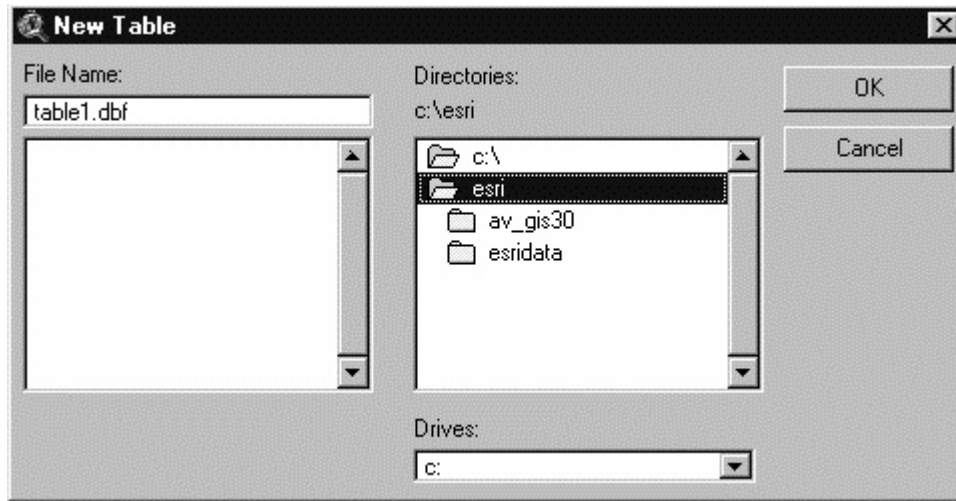 New Table
File Name:
table1.dbf
Directories:
c:\esri
c:\
esri
av_gis30
esridata
Drives:
c:
OK
Cancel